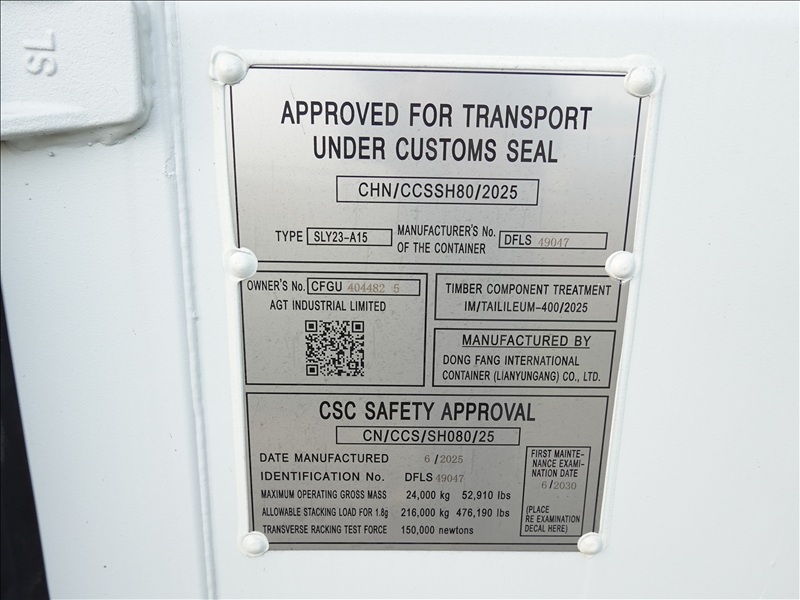 SL
APPROVED FOR TRANSPORT
UNDER CUSTOMS SEAL
CHN/CCSSH80/2025
TYPE SLY23-A15 MANUFACTURER'S No. OF THE CONTAINER DFLS 49047
OWNER'S No. CFGU 404482 5
AGT INDUSTRIAL LIMITED
TIMBER COMPONENT TREATMENT
IM/TAILILEUM-400/2025
MANUFACTURED BY
DONG FANG INTERNATIONAL
CONTAINER (LIANYUNGANG) CO., LTD.
CSC SAFETY APPROVAL
CN/CCS/SH080/25
DATE MANUFACTURED 6/2025
IDENTIFICATION No. DFLS 49047
MAXIMUM OPERATING GROSS MASS 24,000 kg 52,910 lbs
ALLOWABLE STACKING LOAD FOR 1.8g 216,000 kg 476,190 lbs
TRANSVERSE RACKING TEST FORCE 150,000 newtons
FIRST MAINTE-
NANCE EXAMI-
NATION DATE
6/2030
(PLACE
RE EXAMINATION
DECAL HERE)